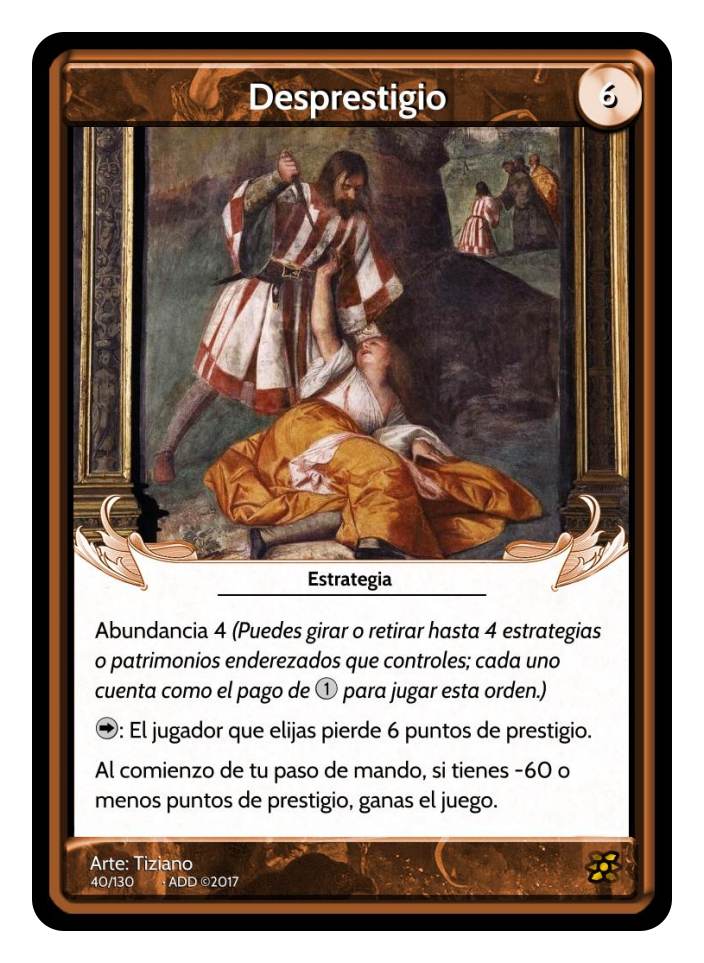 Desprestigio
6
Estrategia
Abundancia 4 (Puedes girar o retirar hasta 4 estrategias
o patrimonios enderezados que controles; cada uno
cuenta como el pago de 1 para jugar esta orden.)
➡: El jugador que elijas pierde 6 puntos de prestigio.
Al comienzo de tu paso de mando, si tienes -60 o
menos puntos de prestigio, ganas el juego.
Arte: Tiziano
40/130 · ADD ©2017